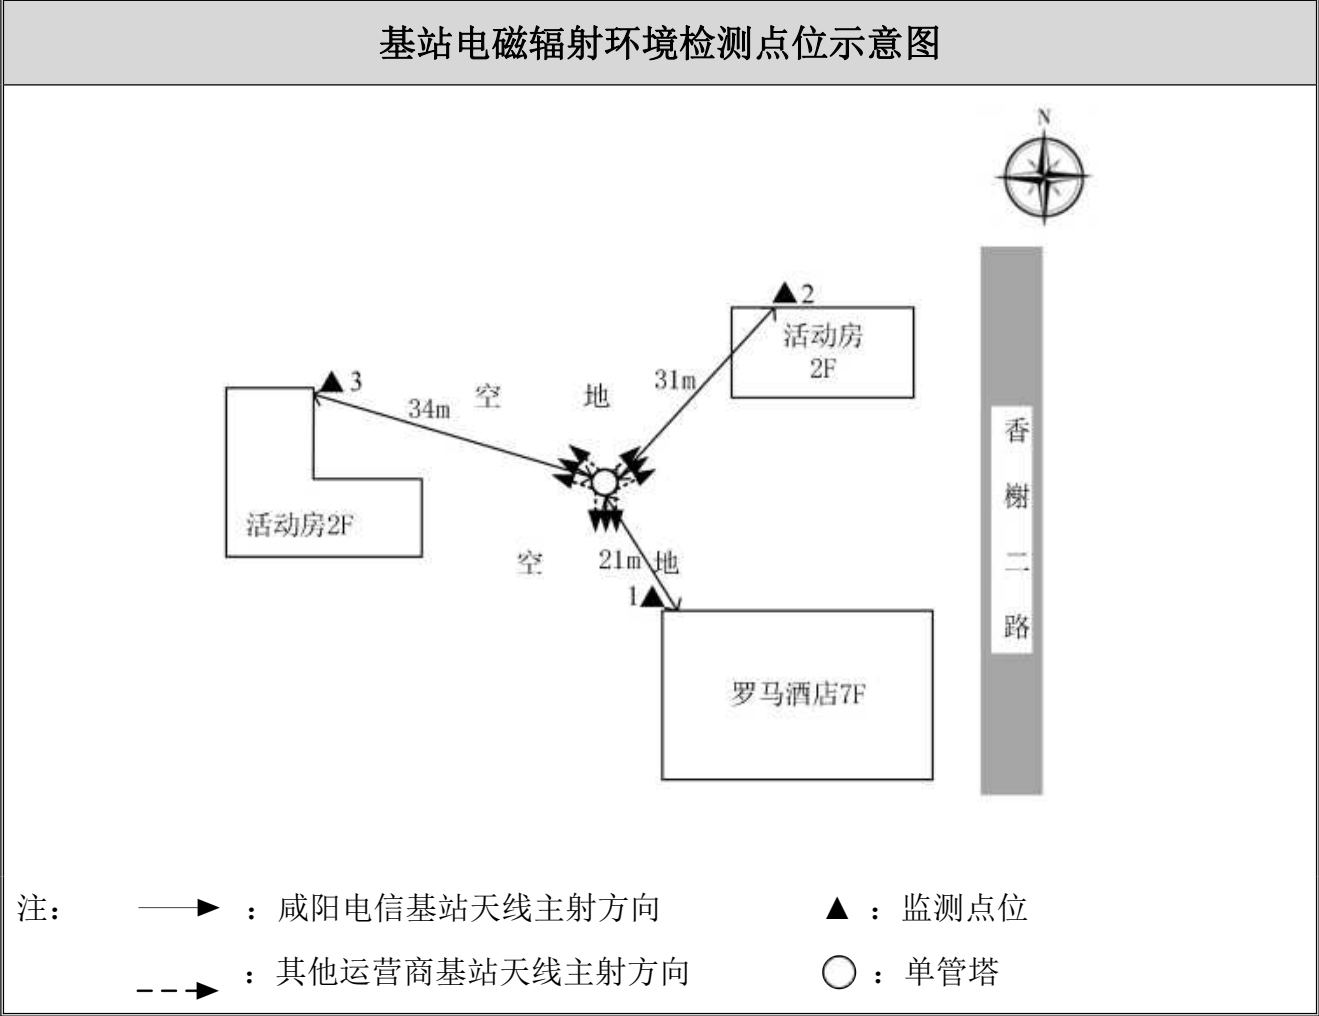 基站电磁辐射环境检测点位示意图
N
2
活动房
2F
31m
3
34m
空 地
香榭二路
活动房2F
空 地
21m
1
罗马酒店7F
注：
：咸阳电信基站天线主射方向
：监测点位
：其他运营商基站天线主射方向
：单管塔